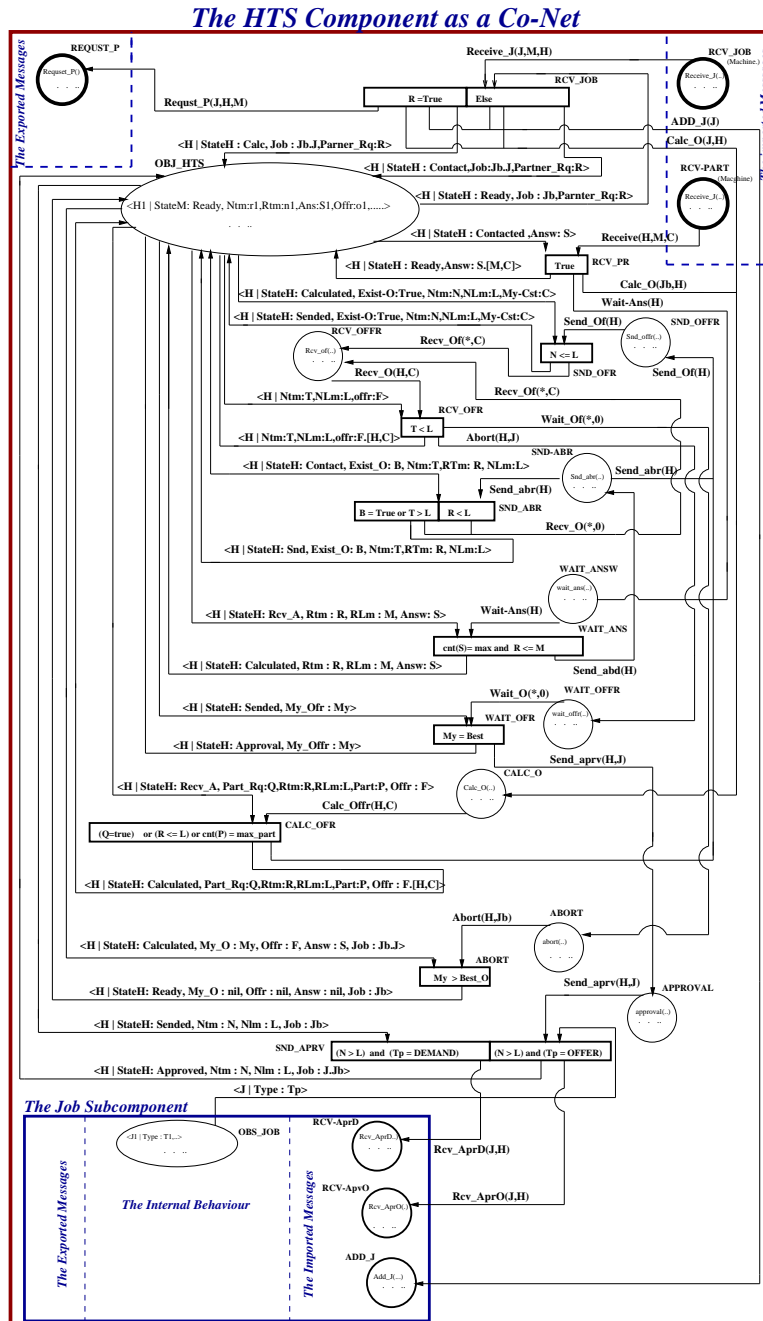 The HTS Component as a Co-Net
The Exported Messages
REQUST_P
Requset_P()
. . ..
Receive_J(J,M,H)
RCV_JOB
(Machine.)
Receive_J(..)
. . ..
RCV_JOB
R =True
Else
Requst_P(J,H,M)
ADD_J(J)
Calc_O(J,H)
<H | StateH : Calc, Job : Jb.J,Parner_Rq:R>
OBJ_HTS
<H | StateH : Contact,Job:Jb.J,Partner_Rq:R>
RCV-PART
<H | StateH : Ready, Job : Jb,Parnter_Rq:R>
Receive_J(..)
. . ..
<H1 | StateM: Ready, Ntm:r1,Rtm:n1,Ans:S1,Offr:o1,.....>
. . ..
<H | StateH : Contacted ,Answ: S>
Receive(H,M,C)
<H | StateH : Ready,Answ: S.[M,C]>
True
RCV_PR
Calc_O(Jb,H)
<H | StateH: Calculated, Exist-O:True, Ntm:N,NLm:L,My-Cst:C>
Wait-Ans(H)
<H | StateH: Sended, Exist-O:True, Ntm:N,NLm:L,My-Cst:C>
Send_Of(H)
SND_OFFR
Snd_offr(..)
. . ..
RCV_OFFR
Rcv_of(..)
. . ..
Recv_Of(*,C)
N <= L
SND_OFR
Send_Of(H)
Recv_O(H,C)
Recv_Of(*,C)
<H | Ntm:T,NLm:L,offr:F>
RCV_OFR
T < L
Wait_Of(*,0)
<H | Ntm:T,NLm:L,offr:F.[H,C]>
Abort(H,J)
<H | StateH: Contact, Exist_O: B, Ntm:T,RTm: R, NLm:L>
SND-ABR
Snd_abr(..)
. . ..
Send_abr(H)
Send_abr(H)
B = True or T > L
R < L
SND_ABR
Recv_O(*,0)
<H | StateH: Snd, Exist_O: B, Ntm:T,RTm: R, NLm:L>
WAIT_ANSW
wait_ans(..)
. . ..
<H | StateH: Rcv_A, Rtm : R, RLm : M, Answ: S>
Wait-Ans(H)
WAIT_ANS
cnt(S)= max and R <= M
<H | StateH: Calculated, Rtm : R, RLm : M, Answ: S>
Send_abd(H)
Wait_O(*,0)
WAIT_OFFR
wait_offr(..)
. . ..
<H | StateH: Sended, My_Ofr : My>
WAIT_OFR
My = Best
<H | StateH: Approval, My_Offr : My>
Send_aprv(H,J)
CALC_O
Calc_O(..)
. . ..
<H | StateH: Recv_A, Part_Rq:Q,Rtm:R,RLm:L,Part:P, Offr : F>
Calc_Offr(H,C)
CALC_OFR
(Q=true) or (R <= L) or cnt(P) = max_part
<H | StateH: Calculated, Part_Rq:Q,Rtm:R,RLm:L,Part:P, Offr : F.[H,C]>
Abort(H,Jb)
ABORT
abort(..)
. . ..
<H | StateH: Calculated, My_O : My, Offr : F, Answ : S, Job : Jb.J>
ABORT
My > Best_O
<H | StateH: Ready, My_O : nil, Offr : nil, Answ : nil, Job : Jb>
Send_aprv(H,J)
APPROVAL
approval(..)
. . ..
<H | StateH: Sended, Ntm : N, Nlm : L, Job : Jb>
SND_APRV
(N > L) and (Tp = DEMAND)
(N > L) and (Tp = OFFER)
<H | StateH: Approved, Ntm : N, Nlm : L, Job : J.Jb>
<J | Type : Tp>
The Job Subcomponent
<J1 | Type : T1,..>
. . ..
OBS_JOB
RCV-AprD
Rcv_AprD..)
. . ..
Rcv_AprD(J,H)
The Exported Messages
The Internal Behaviour
The Imported Messages
RCV-ApvO
Rcv_AprO(.)
. . ..
Rcv_AprO(J,H)
ADD_J
Add_J(...)
. . ..